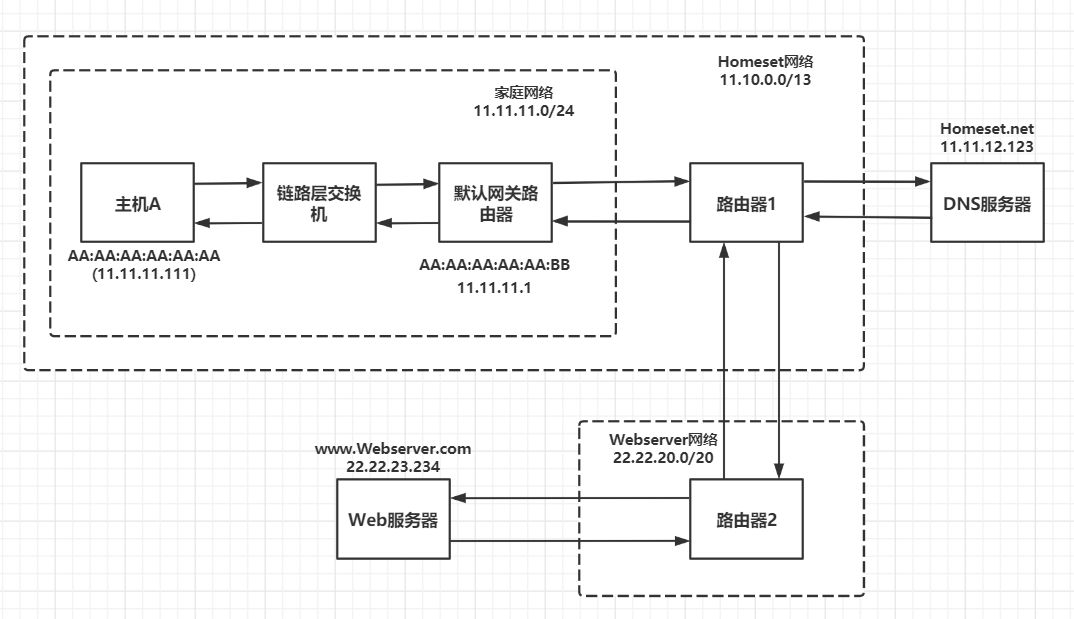 Homeset网络
11.10.0.0/13
家庭网络
11.11.11.0/24
Homeset.net
11.11.12.123
主机A
链路层交换
机
默认网关路
由器
路由器1
DNS服务器
AA:AA:AA:AA:AA:AA
(11.11.11.111)
AA:AA:AA:AA:AA:BB
11.11.11.1
www.Webserver.com
22.22.23.234
Webserver网络
22.22.20.0/20
Web服务器
路由器2